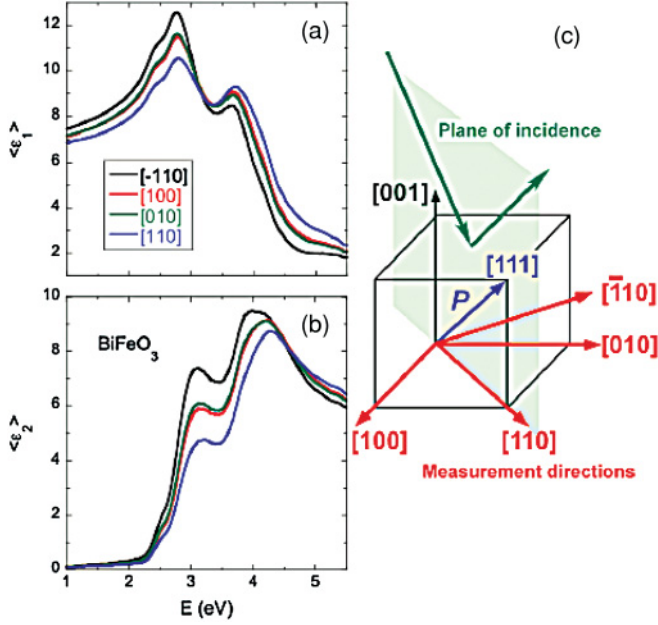 (a)
12
10
8
6
4
2
<ε₁>
[-110]
[100]
[010]
[110]
(b)
BiFeO₃
10
8
6
4
2
0
<ε₂>
1 2 3 4 5
E (eV)
(c)
Plane of incidence
[001]
[111]
P
[1̄10]
[010]
[100]
[110]
Measurement directions